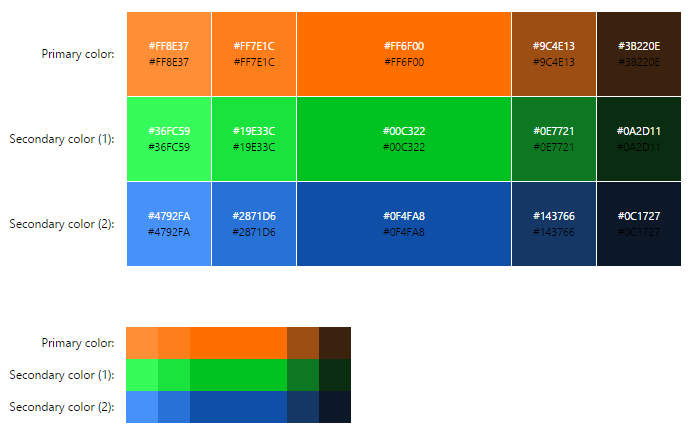 #FF8E37 #FF7E1C #FF6F00 #9C4E13 #3B220E
Primary color:
#FF8E37 #FF7E1C #FF6F00 #9C4E13 #3B220E
#36FC59 #19E33C #00C322 #0E7721 #0A2D11
Secondary color (1):
#36FC59 #19E33C #00C322 #0E7721 #0A2D11
#4792FA #2871D6 #0F4FA8 #143766 #0C1727
Secondary color (2):
#4792FA #2871D6 #0F4FA8 #143766 #0C1727
Primary color:
Secondary color (1):
Secondary color (2):